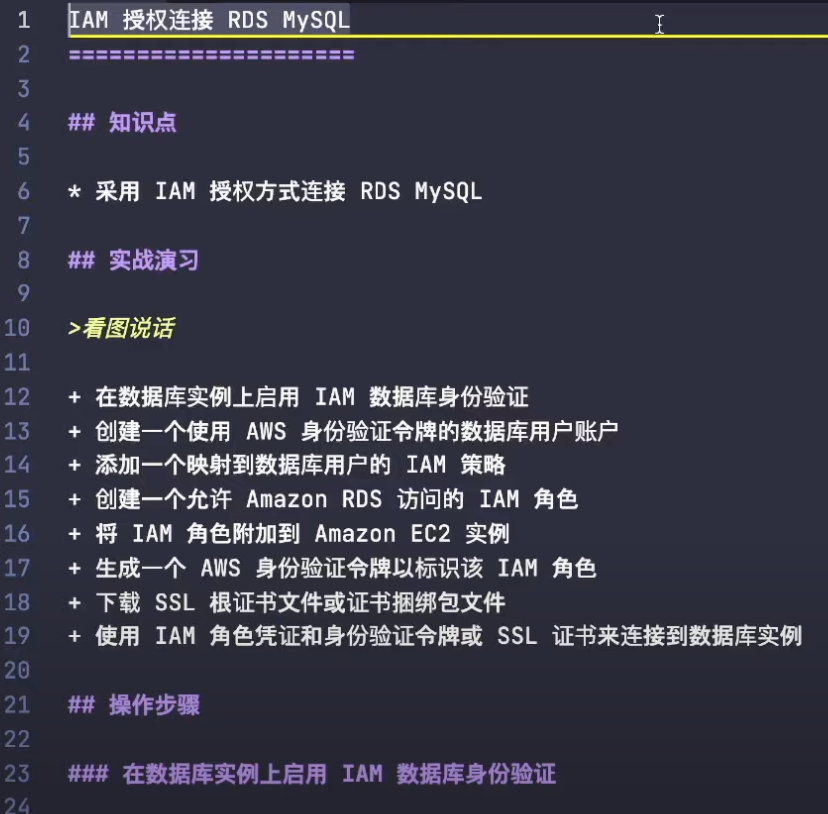 1 IAM 授权连接 RDS MySQL
2 =====================
3
4 ## 知识点
5
6 * 采用 IAM 授权方式连接 RDS MySQL
7
8 ## 实战演习
9
10 >看图说话
11
12 + 在数据库实例上启用 IAM 数据库身份验证
13 + 创建一个使用 AWS 身份验证令牌的数据库用户账户
14 + 添加一个映射到数据库用户的 IAM 策略
15 + 创建一个允许 Amazon RDS 访问的 IAM 角色
16 + 将 IAM 角色附加到 Amazon EC2 实例
17 + 生成一个 AWS 身份验证令牌以标识该 IAM 角色
18 + 下载 SSL 根证书文件或证书捆绑包文件
19 + 使用 IAM 角色凭证和身份验证令牌或 SSL 证书来连接到数据库实例
20
21 ## 操作步骤
22
23 ### 在数据库实例上启用 IAM 数据库身份验证
24